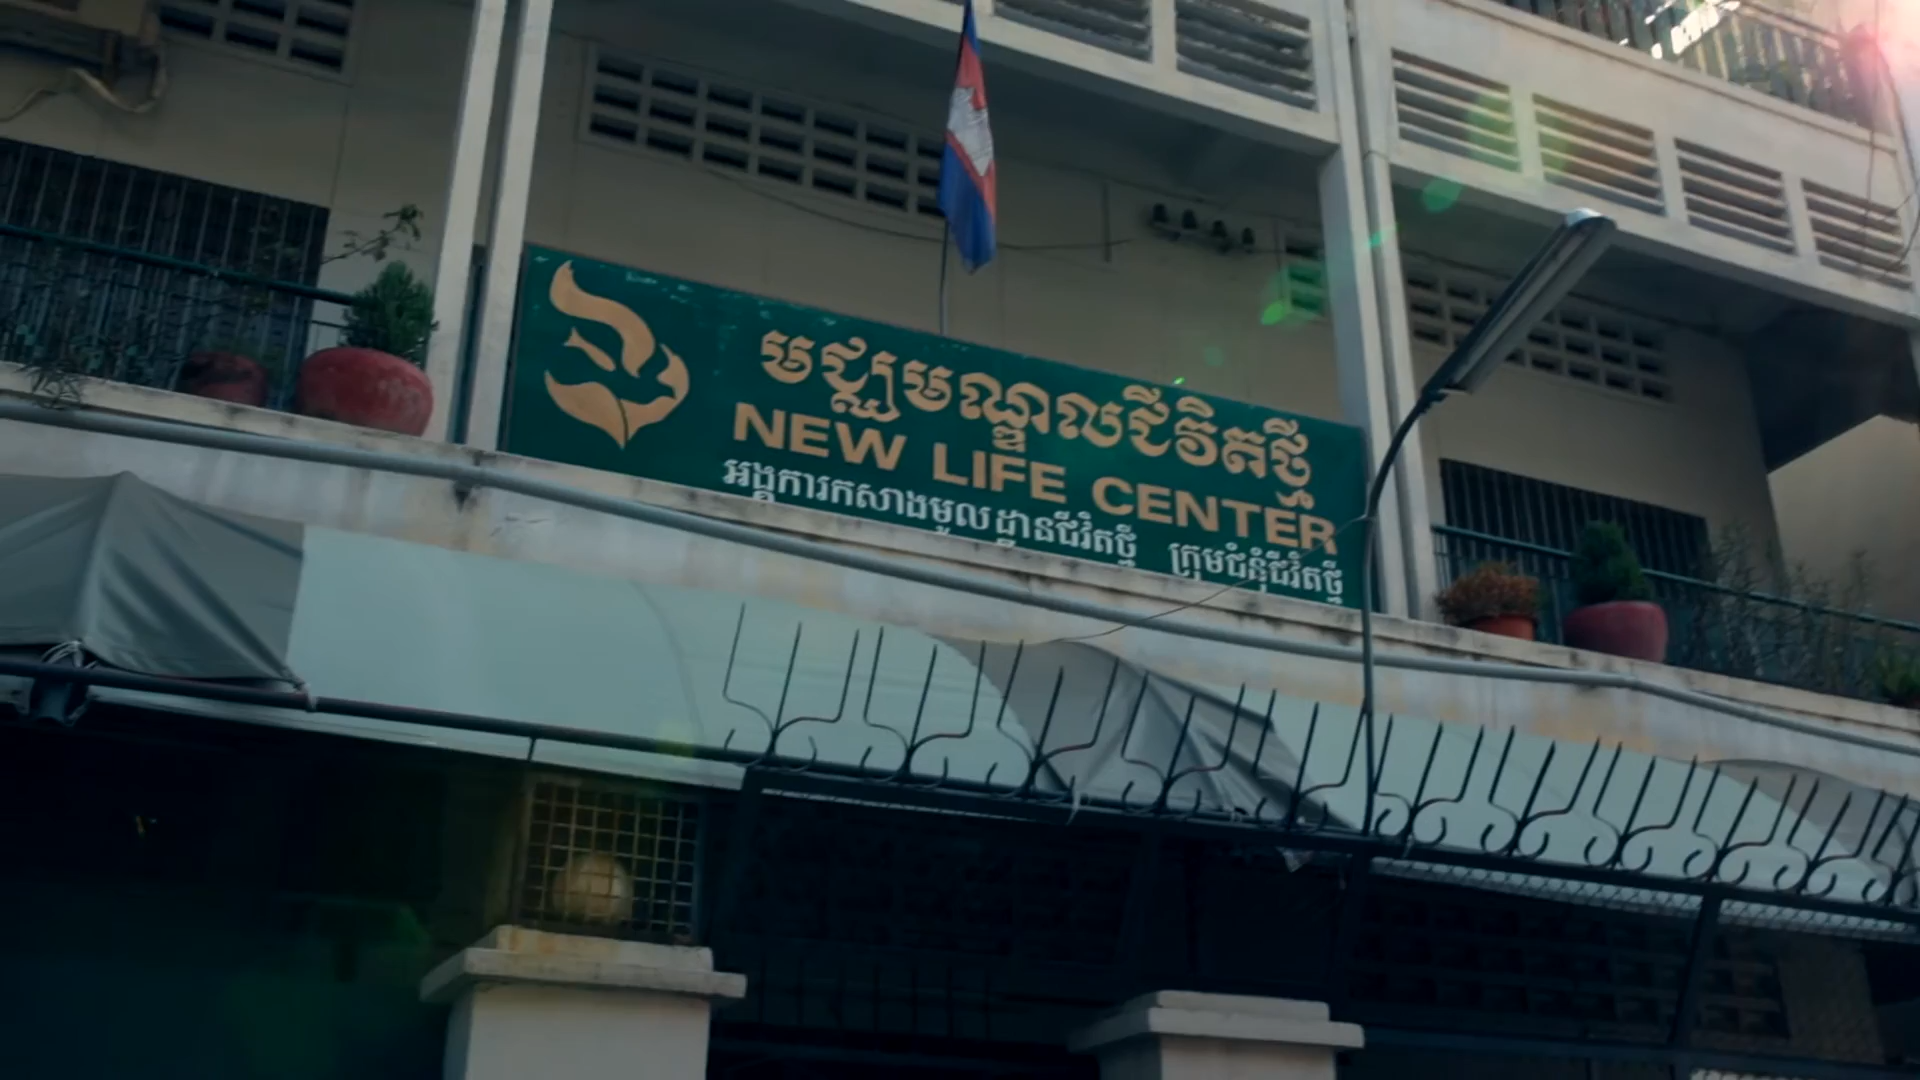 មជ្ឈមណ្ឌលជីវិតថ្មី
NEW LIFE CENTER
អង្គការកសាងមូលដ្ឋានជីវិតថ្មី ក្រុមជំនុំជីវិតថ្មី